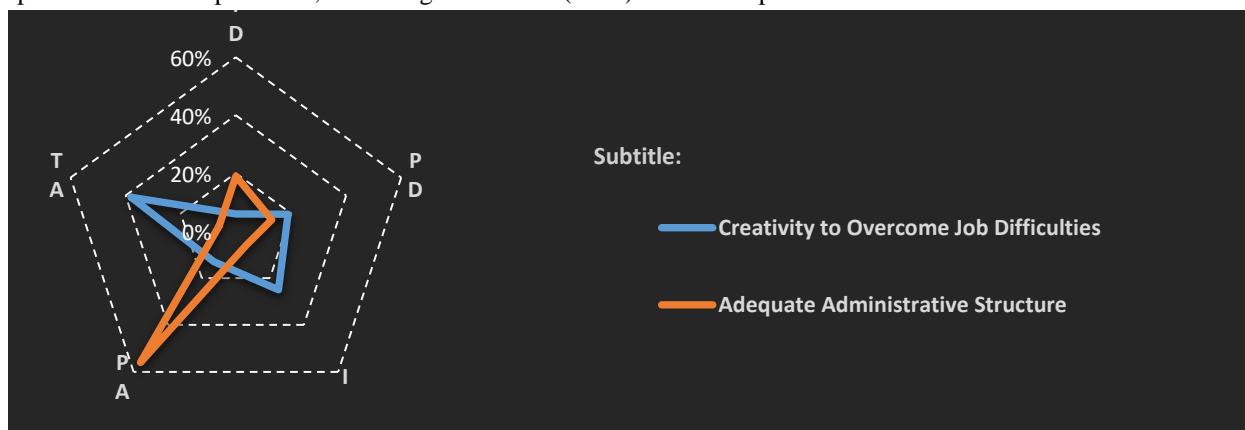 D
60%
40%
20%
0%
T
A
P
D
P
A
I
Subtitle:
Creativity to Overcome Job Difficulties
Adequate Administrative Structure